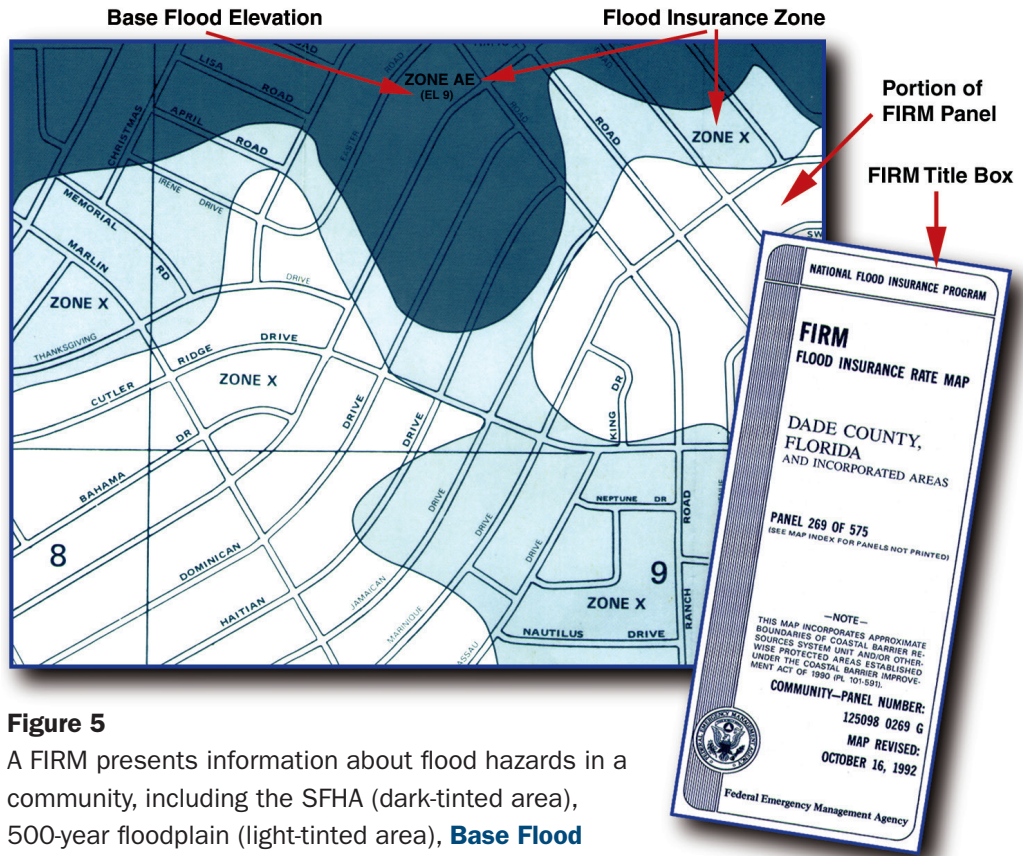 Base Flood Elevation
Flood Insurance Zone
Portion of
FIRM Panel
FIRM Title Box
ROAD
LISA
ROAD
ROAD
ZONE AE
(EL 9)
CHRISTMAS
APRIL
ROAD
EASTER
ROAD
ROAD
ZONE X
IRENE
DRIVE
MEMORIAL
RD
MARLIN
ZONE X
DRIVE
THANKSGIVING
CUTLER
RIDGE
DRIVE
ZONE X
DRIVE
DRIVE
KING DR
BAHAMA
DR
8
DOMINICAN
HAITIAN
JAMAICAN
DRIVE
MARINIQUE
DRIVE
DRIVE
NEPTUNE DR
ROAD
9
ZONE X
RANCH
NAUTILUS DRIVE
NATIONAL FLOOD INSURANCE PROGRAM
FIRM
FLOOD INSURANCE RATE MAP
DADE COUNTY,
FLORIDA
AND INCORPORATED AREAS
PANEL 269 OF 575
(SEE MAP INDEX FOR PANELS NOT PRINTED)
—NOTE—
THIS MAP INCORPORATES APPROXIMATE
BOUNDARIES OF COASTAL BARRIER RE-
SOURCES SYSTEM UNIT AND/OR OTHER-
WISE PROTECTED AREAS ESTABLISHED
UNDER THE COASTAL BARRIER IMPROVE-
MENT ACT OF 1990 (PL 101-591).
COMMUNITY—PANEL NUMBER:
125098 0269 G
MAP REVISED:
OCTOBER 16, 1992
Federal Emergency Management Agency
Figure 5
A FIRM presents information about flood hazards in a
community, including the SFHA (dark-tinted area),
500-year floodplain (light-tinted area), Base Flood